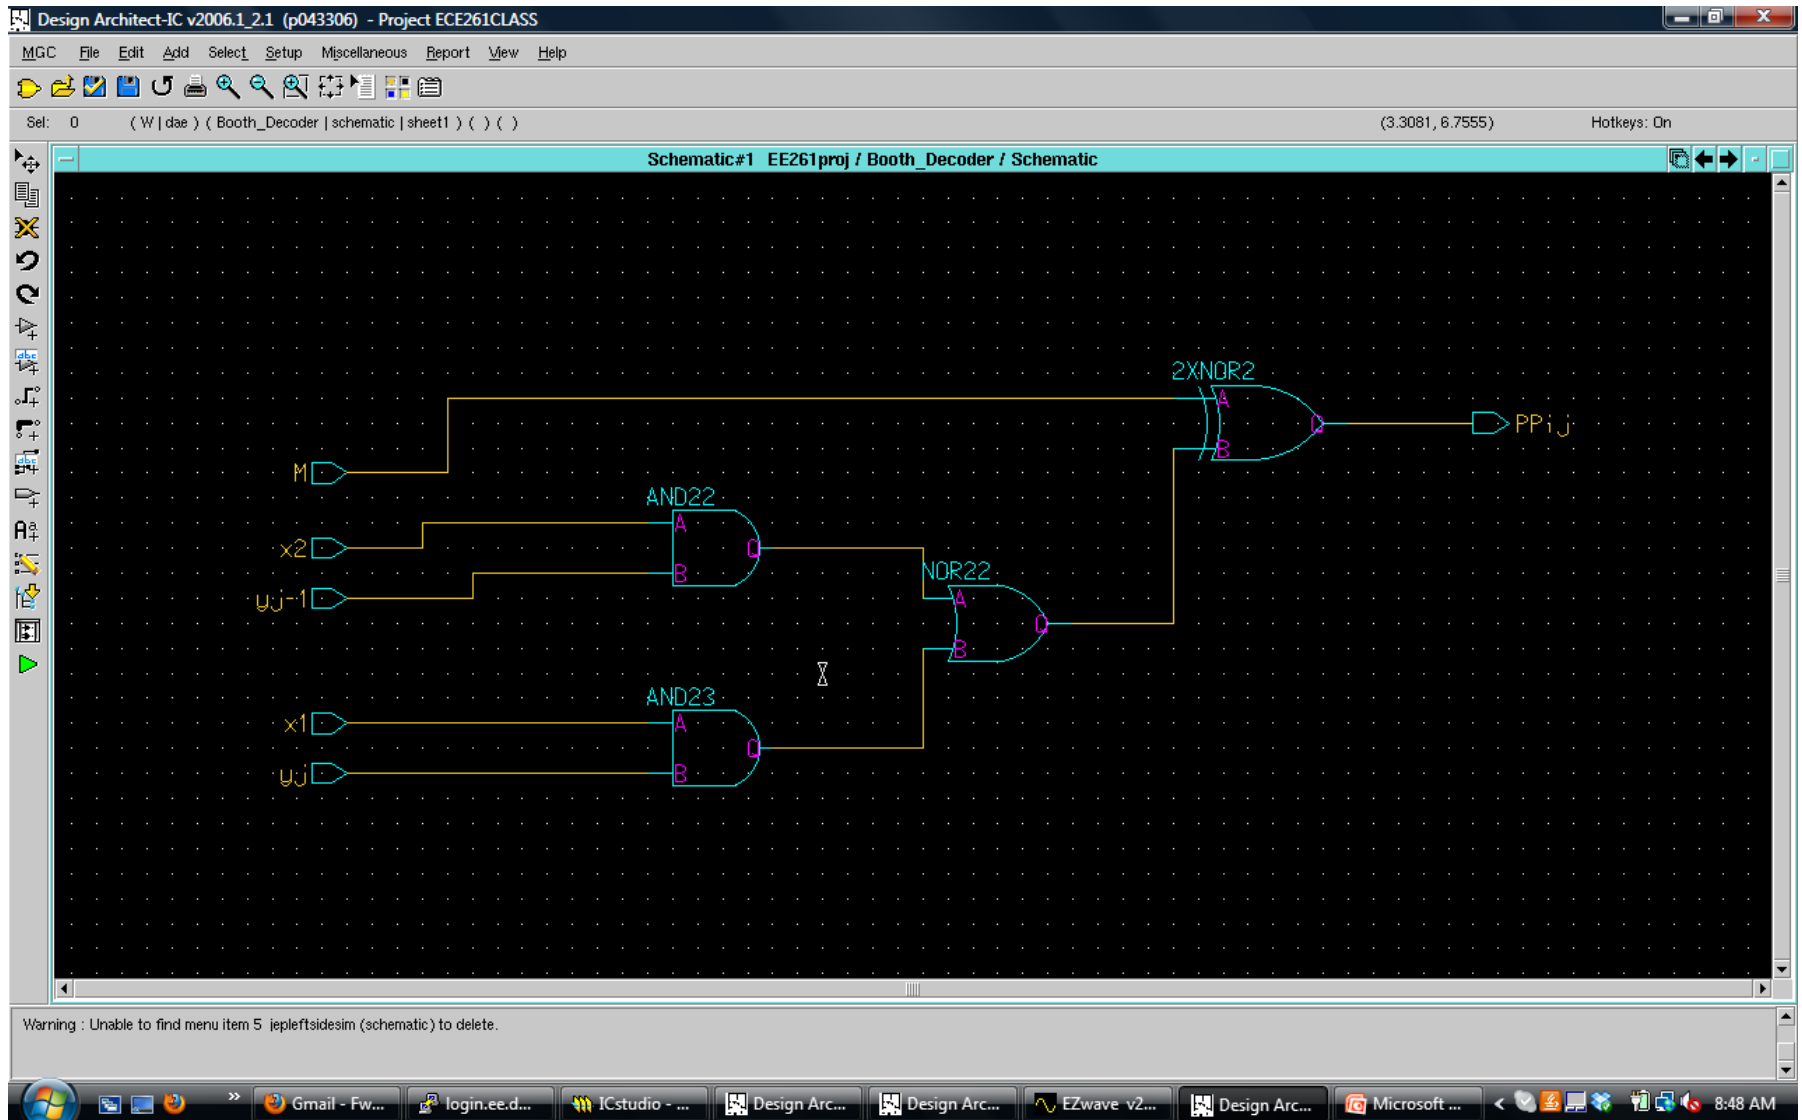 Design Architect-IC v2006.1_2.1 (p043306) - Project ECE261CLASS
MGC File Edit Add Select Setup Miscellaneous Report View Help
Sel: 0 ( W | dae ) ( Booth_Decoder | schematic | sheet1 ) ( ) ( ) (3.3081, 6.7555) Hotkeys: On
Schematic#1 EE261proj / Booth_Decoder / Schematic
2XNOR2
A
Q
PPij
B
M
AND22
A
x2
Q
B
yj-1
NOR22
A
Q
B
AND23
x1
A
Q
yj
B
Warning : Unable to find menu item 5 jepleftsidesim (schematic) to delete.
» Gmail - Fw... login.ee.d... ICstudio - ... Design Arc... Design Arc... EZwave v2... Design Arc... Microsoft ... < 8:48 AM